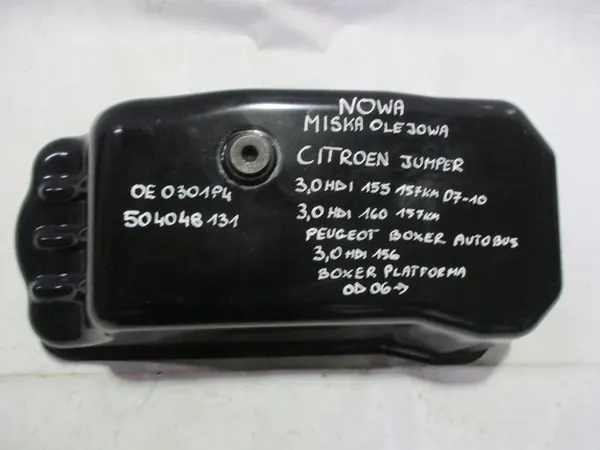 NOWA
MISKA OLEJOWA
CITROEN JUMPER
3,0 HDI 155 157KM 07-10
3,0 HDI 160 157KM
PEUGEOT BOXER AUTOBUS
3,0 HDI 156
BOXER PLATFORMA
OD 06→
OE 0301P4
504048131